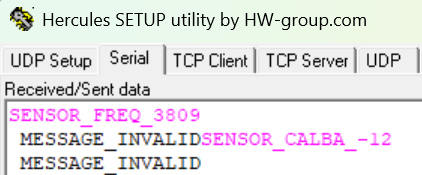 Hercules SETUP utility by HW-group.com
UDP Setup Serial TCP Client TCP Server UDP
Received/Sent data
SENSOR_FREQ_3809
MESSAGE_INVALIDSENSOR_CALBA_-12
MESSAGE_INVALID